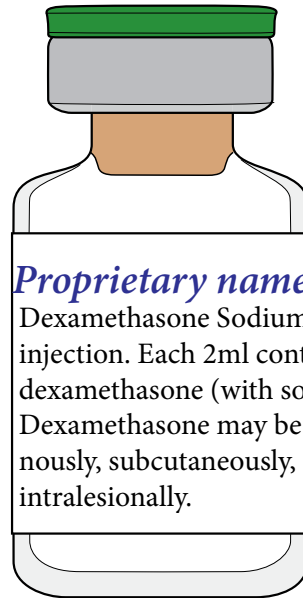 Proprietary name
Dexamethasone Sodium
injection. Each 2ml cont
dexamethasone (with so
Dexamethasone may be
nously, subcutaneously,
intralesionally.